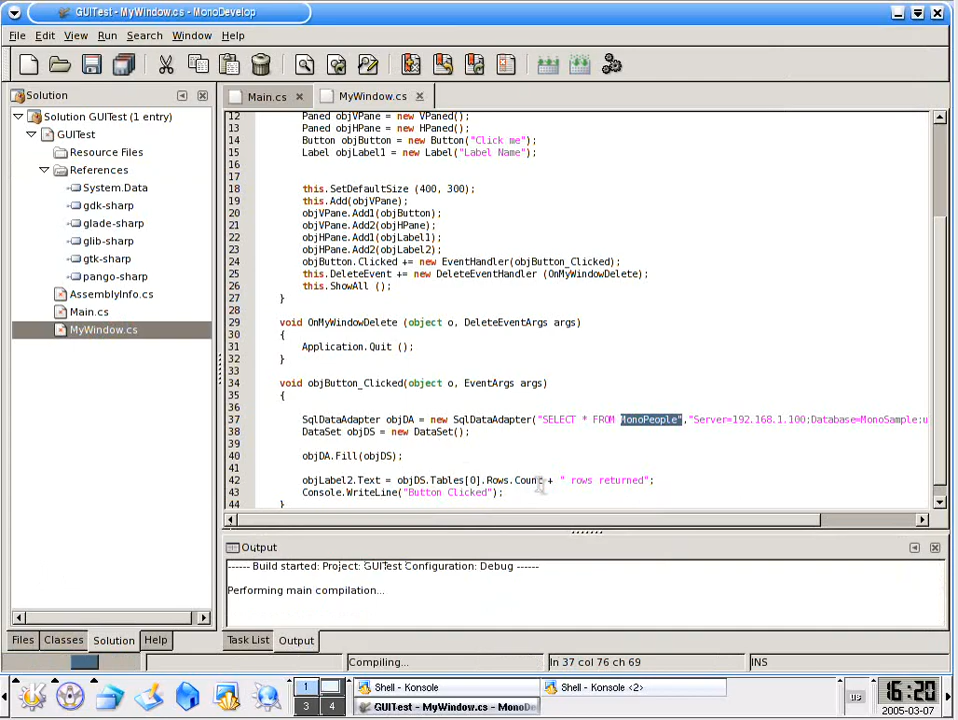 GUITest - MyWindow.cs - MonoDevelop
File Edit View Run Search Window Help
Solution
Main.cs
MyWindow.cs
Solution GUITest (1 entry)
GUITest
Resource Files
References
System.Data
gdk-sharp
glade-sharp
glib-sharp
gtk-sharp
pango-sharp
AssemblyInfo.cs
Main.cs
MyWindow.cs
12 Paned objVPane = new VPaned();
13 Paned objHPane = new HPaned();
14 Button objButton = new Button("Click me");
15 Label objLabel1 = new Label("Label Name");
16
17
18 this.SetDefaultSize (400, 300);
19 this.Add(objVPane);
20 objVPane.Add1(objButton);
21 objVPane.Add2(objHPane);
22 objHPane.Add1(objLabel1);
23 objHPane.Add2(objLabel2);
24 objButton.Clicked += new EventHandler(objButton_Clicked);
25 this.DeleteEvent += new DeleteEventHandler (OnMyWindowDelete);
26 this.ShowAll ();
27 }
28
29 void OnMyWindowDelete (object o, DeleteEventArgs args)
30 {
31 Application.Quit ();
32 }
33
34 void objButton_Clicked(object o, EventArgs args)
35 {
36
37 SqlDataAdapter objDA = new SqlDataAdapter("SELECT * FROM MonoPeople","Server=192.168.1.100;Database=MonoSample;u
38 DataSet objDS = new DataSet();
39
40 objDA.Fill(objDS);
41
42 objLabel2.Text = objDS.Tables[0].Rows.Count + " rows returned";
43 Console.WriteLine("Button Clicked");
44 }
Output
------ Build started: Project: GUITest Configuration: Debug ------
Performing main compilation...
Files Classes Solution Help
Task List Output
Compiling...
ln 37 col 76 ch 69
INS
1
3 4
Shell - Konsole
Shell - Konsole <2>
GUITest - MyWindow.cs - MonoDe
us
16:20
2005-03-07